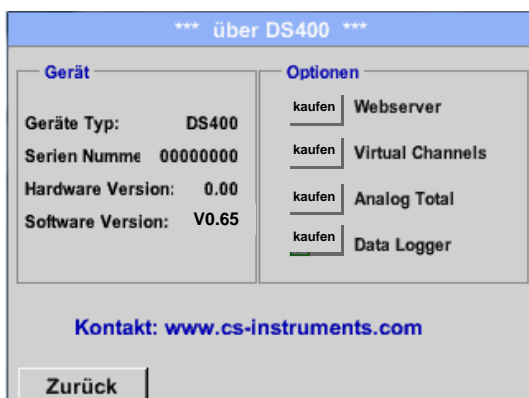 *** über DS400 ***
Gerät
Geräte Typ: DS400
Serien Numme 00000000
Hardware Version: 0.00
Software Version: V0.65
Optionen
kaufen Webserver
kaufen Virtual Channels
kaufen Analog Total
kaufen Data Logger
Kontakt: www.cs-instruments.com
Zurück